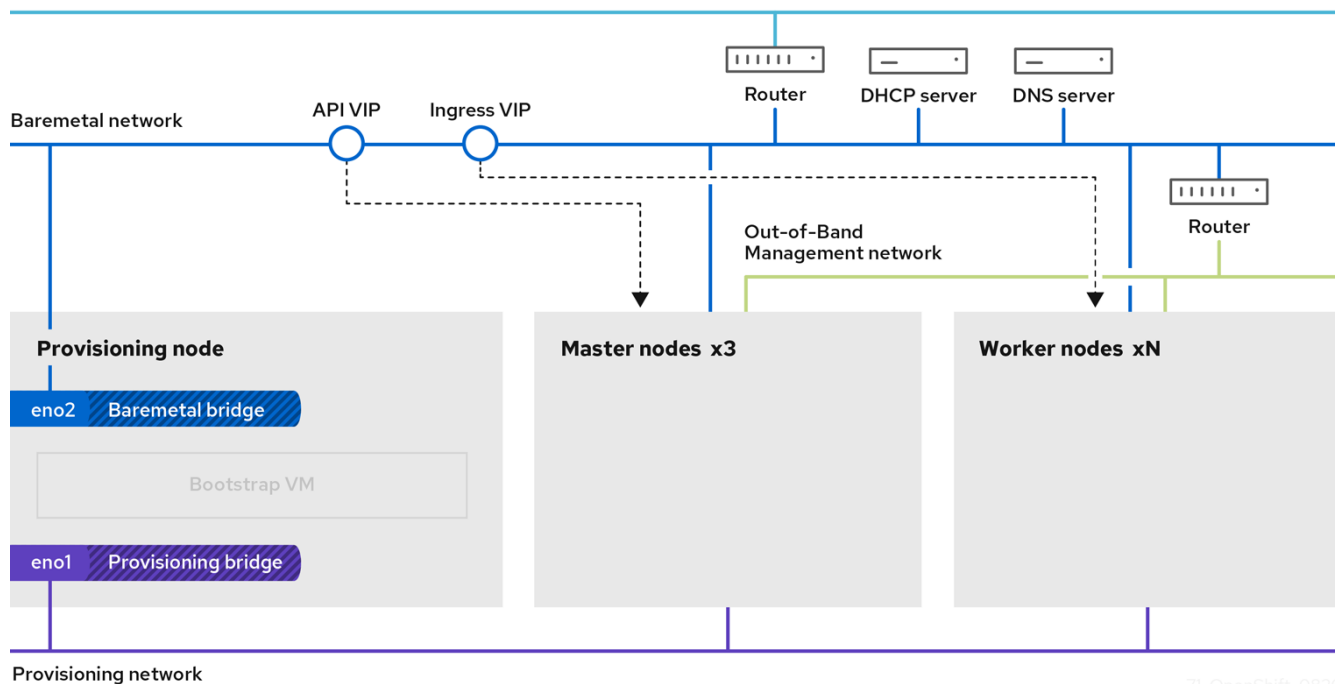 Router
DHCP server
DNS server
API VIP
Ingress VIP
Baremetal network
Router
Out-of-Band
Management network
Provisioning node
Master nodes x3
Worker nodes xN
eno2
Baremetal bridge
Bootstrap VM
eno1
Provisioning bridge
Provisioning network